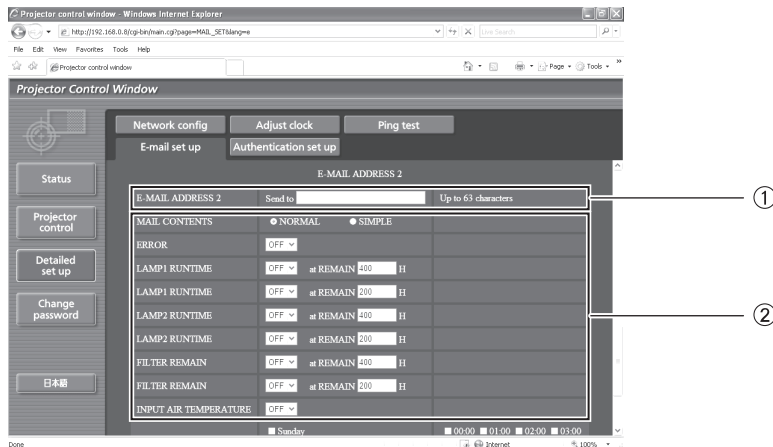 Projector control window - Windows Internet Explorer
http://192.168.0.8/cgi-bin/main.cgi?page=MAIL_SET&lang=e
Live Search
File Edit View Favorites Tools Help
Projector control window
Page Tools
Projector Control Window
Network config Adjust clock Ping test
E-mail set up Authentication set up
Status
Projector control
Detailed set up
Change password
日本語
E-MAIL ADDRESS 2
E-MAIL ADDRESS 2 Send to Up to 63 characters
①
MAIL CONTENTS NORMAL SIMPLE
ERROR OFF
LAMP1 RUNTIME OFF at REMAIN 400 H
LAMP1 RUNTIME OFF at REMAIN 200 H
LAMP2 RUNTIME OFF at REMAIN 400 H
②
LAMP2 RUNTIME OFF at REMAIN 200 H
FILTER REMAIN OFF at REMAIN 400 H
FILTER REMAIN OFF at REMAIN 200 H
INPUT AIR TEMPERATURE OFF
Sunday 00:00 01:00 02:00 03:00
Done Internet 100%